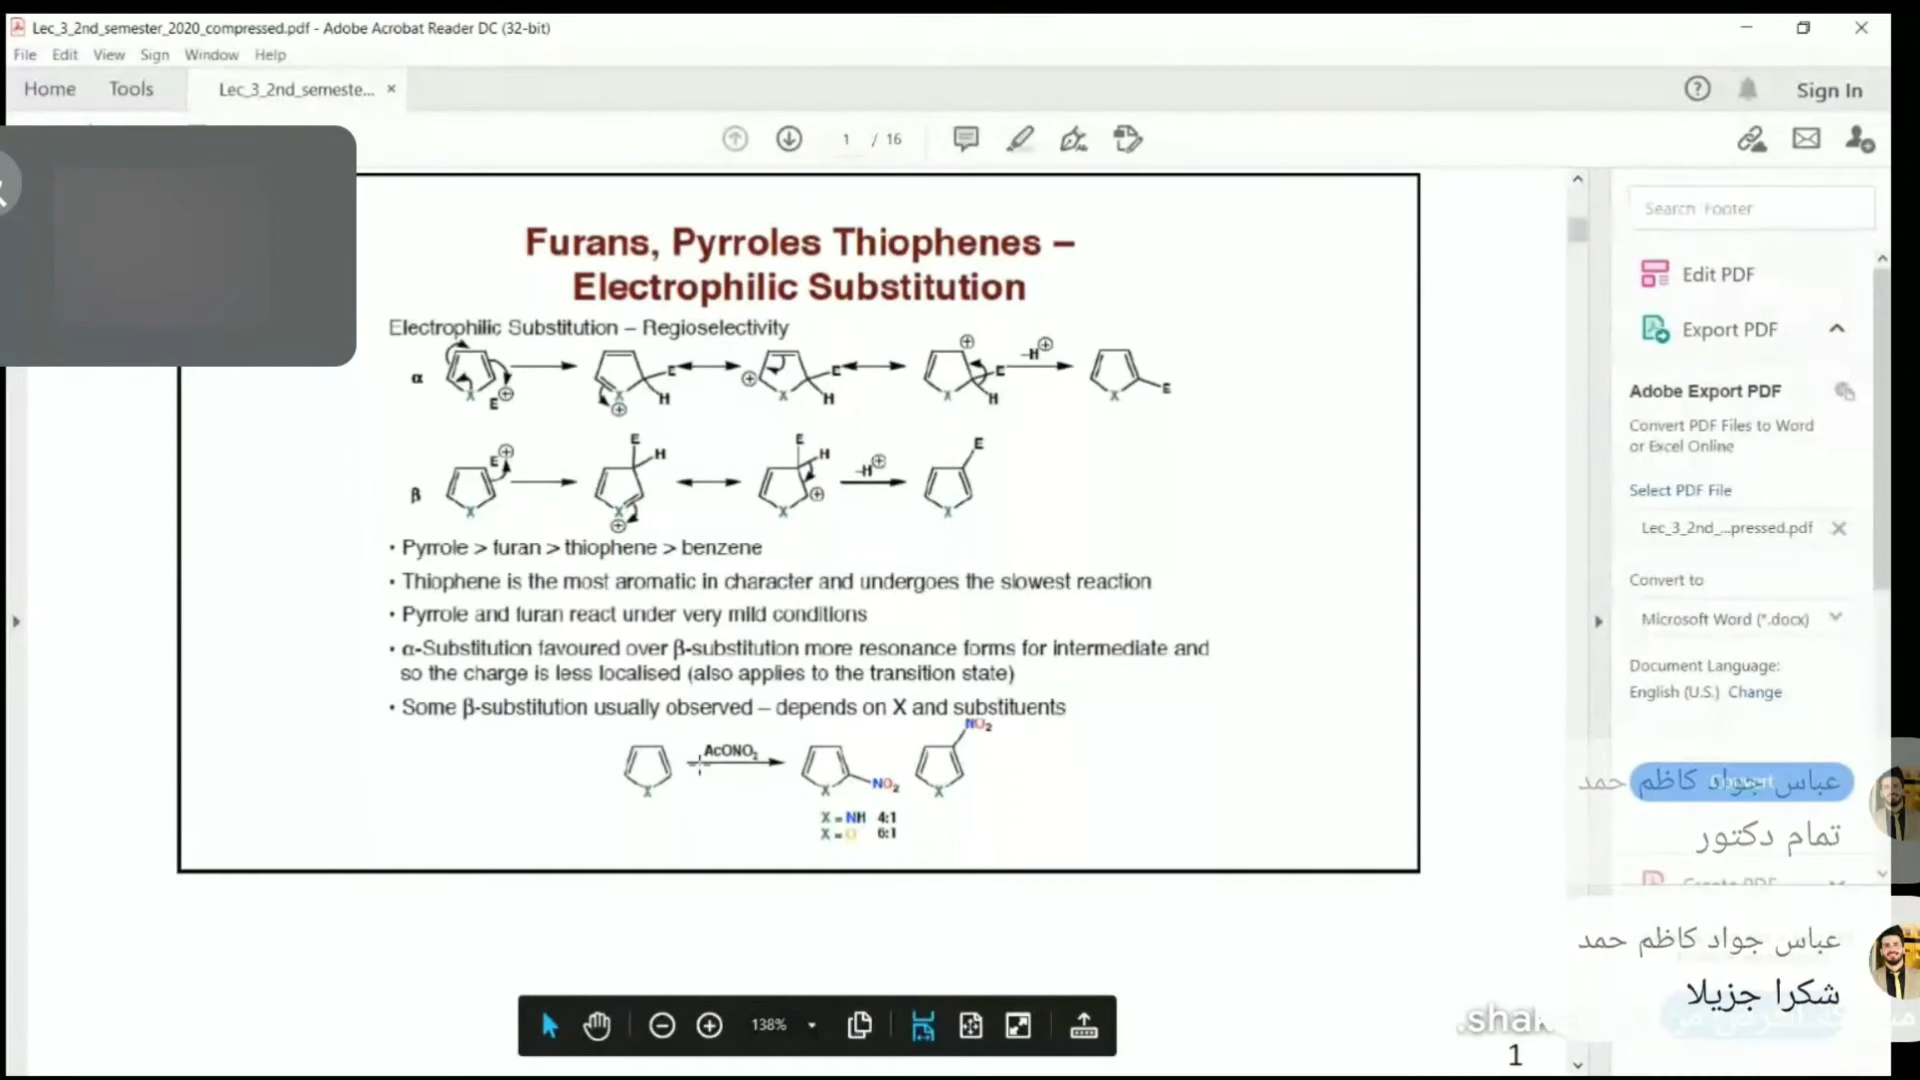 Lec_3_2nd_semester_2020_compressed.pdf - Adobe Acrobat Reader DC (32-bit)
File Edit View Sign Window Help
Home Tools Lec_3_2nd_semeste... × Sign In
1 / 16
Furans, Pyrroles Thiophenes –
Electrophilic Substitution
Electrophilic Substitution – Regioselectivity
α X E ⊕ X ⊕ E H ⊕ X E H ⊕ X E H –H ⊕ X E
β X E ⊕ E H X ⊕ E H X ⊕ –H ⊕ E X
• Pyrrole > furan > thiophene > benzene
• Thiophene is the most aromatic in character and undergoes the slowest reaction
• Pyrrole and furan react under very mild conditions
• α-Substitution favoured over β-substitution more resonance forms for intermediate and
so the charge is less localised (also applies to the transition state)
• Some β-substitution usually observed – depends on X and substituents
X AcONO₂ X NO₂ X NO₂
X = NH 4:1
X = O 6:1
138%
Edit PDF
Export PDF
Adobe Export PDF
Convert PDF Files to Word
or Excel Online
Select PDF File
Lec_3_2nd_...pressed.pdf
Convert to
Microsoft Word (*.docx)
Document Language:
English (U.S.) Change
عباس جواد كاظم حمد
تمام دكتور
Create PDF
عباس جواد كاظم حمد
شكرا جزيلا
1